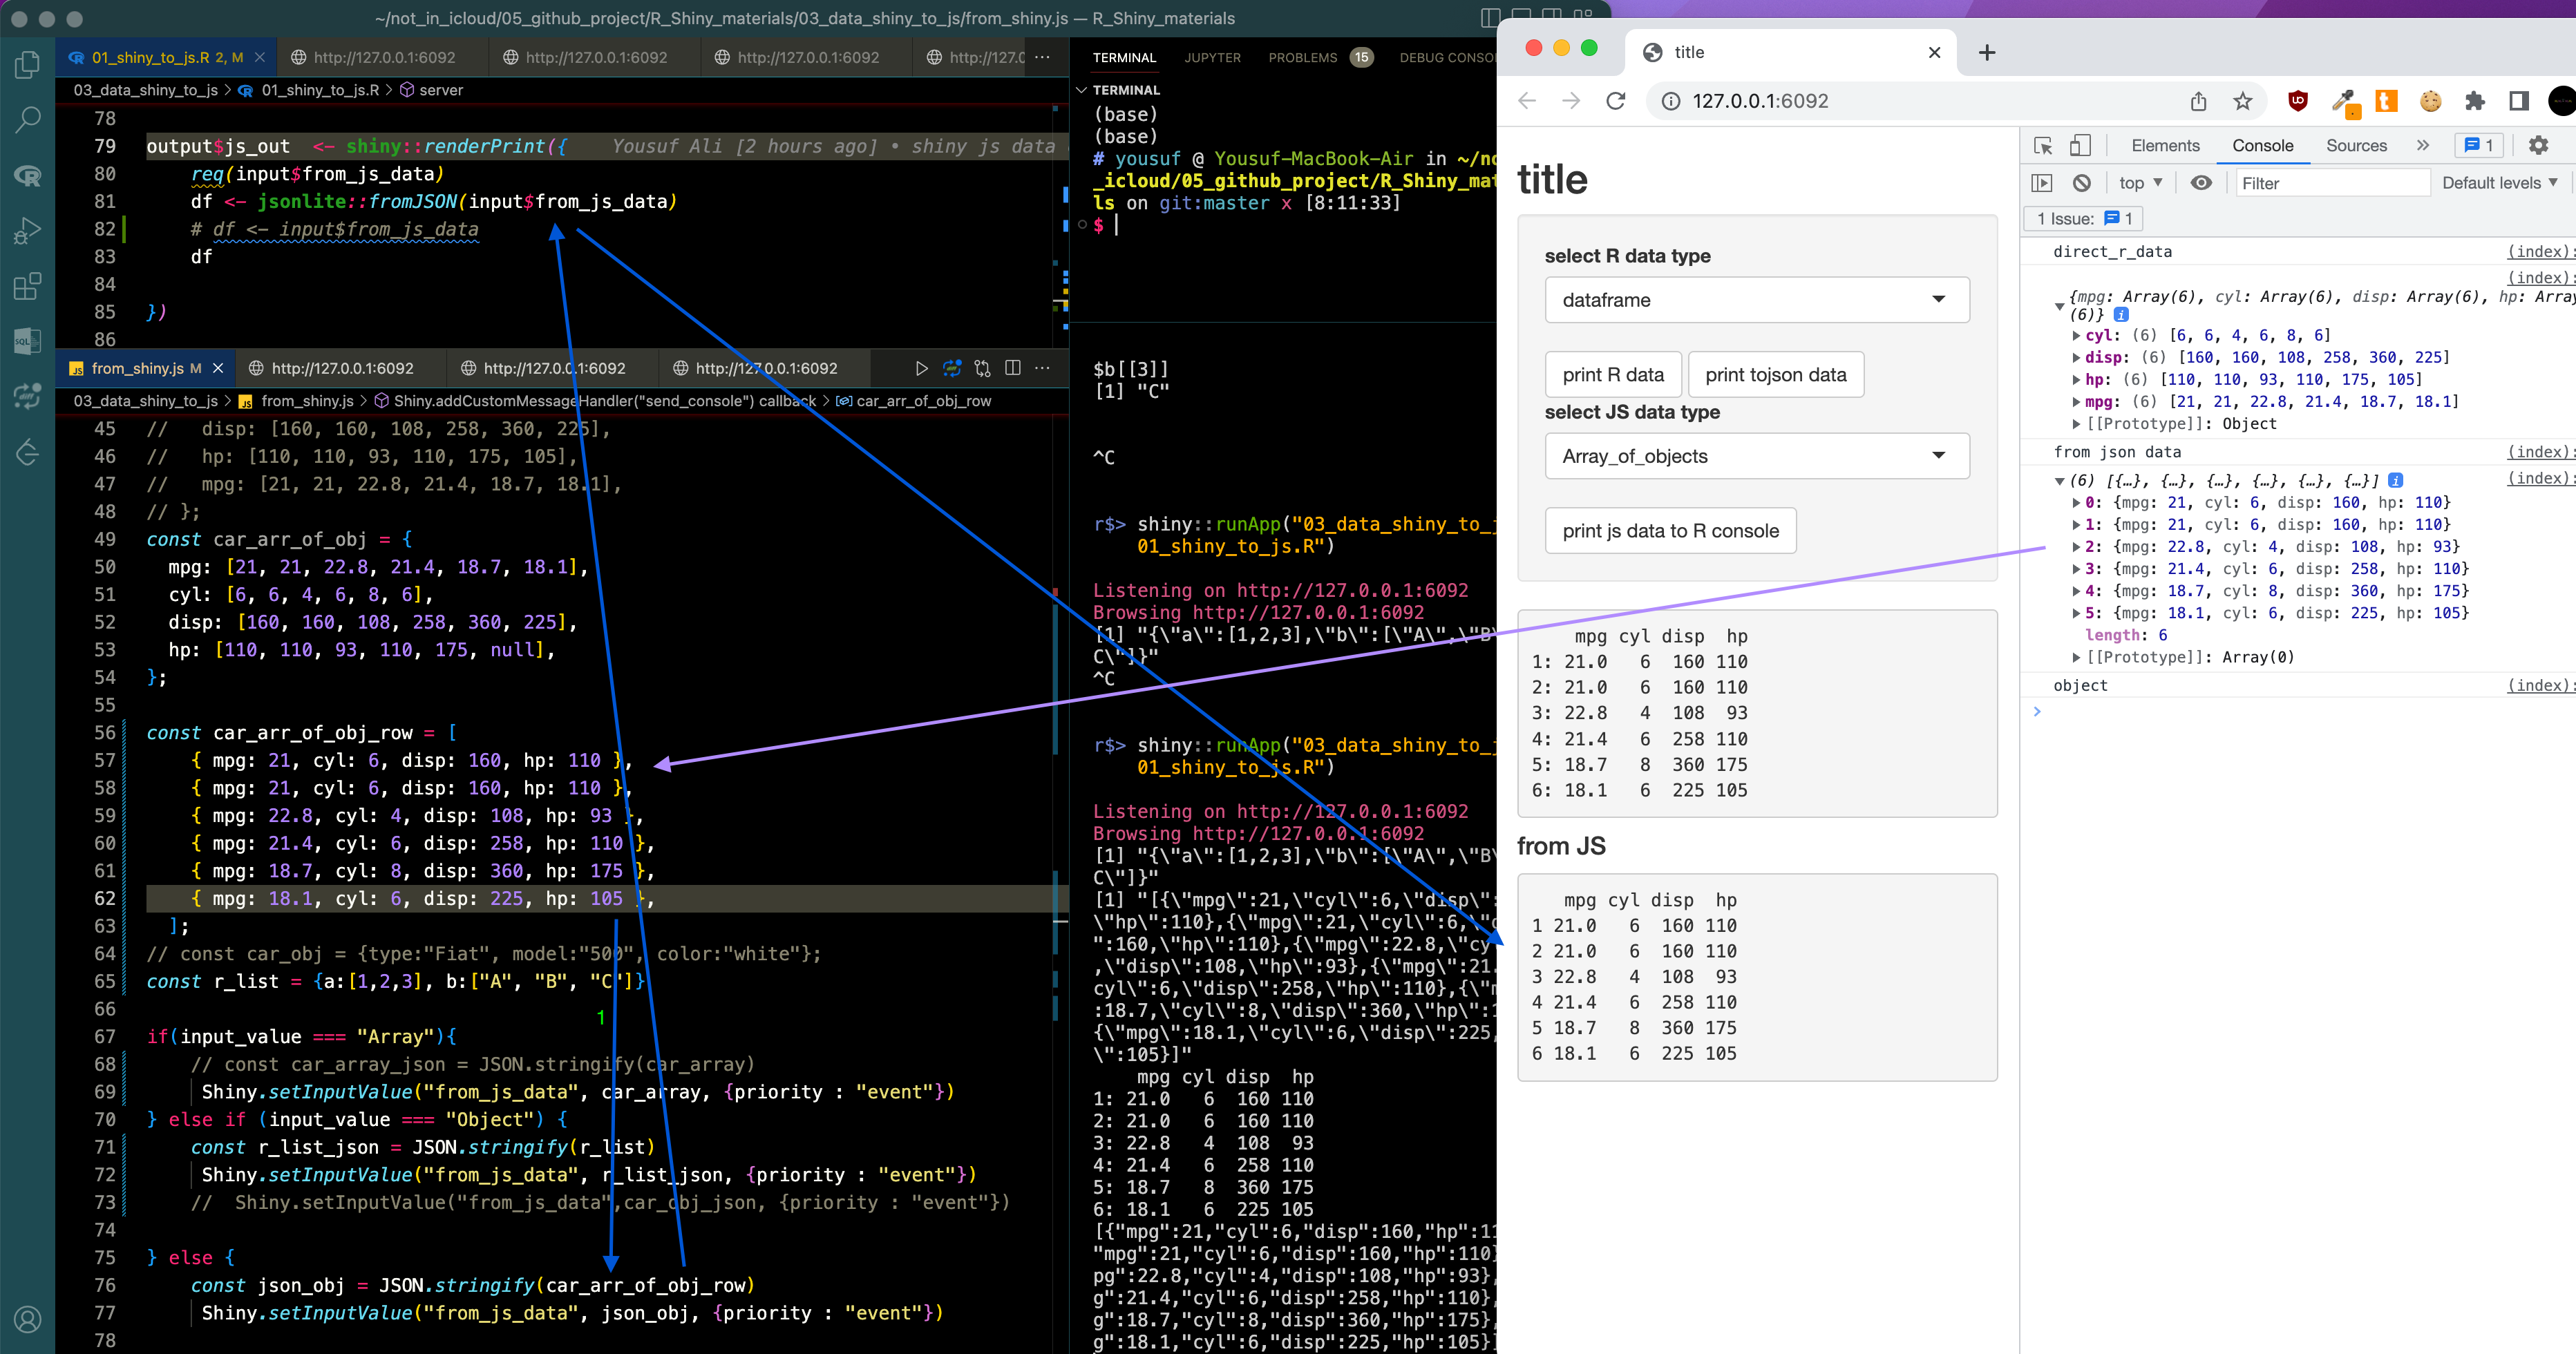 ~/not_in_icloud/05_github_project/R_Shiny_materials/03_data_shiny_to_js/from_shiny.js — R_Shiny_materials
01_shiny_to_js.R 2, M
http://127.0.0.1:6092
http://127.0.0.1:6092
http://127.0.0.1:6092
http://127.0.0.1:6092
03_data_shiny_to_js > 01_shiny_to_js.R > server
78
79 output$js_out  <- shiny::renderPrint({    Yousuf Ali [2 hours ago] • shiny js data
80 req(input$from_js_data)
81 df <- jsonlite::fromJSON(input$from_js_data)
82 # df <- input$from_js_data
83 df
84
85 })
86
from_shiny.js M
http://127.0.0.1:6092
http://127.0.0.1:6092
http://127.0.0.1:6092
03_data_shiny_to_js > from_shiny.js > Shiny.addCustomMessageHandler("send_console") callback > car_arr_of_obj_row
45 //   disp: [160, 160, 108, 258, 360, 225],
46 //   hp: [110, 110, 93, 110, 175, 105],
47 //   mpg: [21, 21, 22.8, 21.4, 18.7, 18.1],
48 // };
49 const car_arr_of_obj = {
50 mpg: [21, 21, 22.8, 21.4, 18.7, 18.1],
51 cyl: [6, 6, 4, 6, 8, 6],
52 disp: [160, 160, 108, 258, 360, 225],
53 hp: [110, 110, 93, 110, 175, null],
54 };
55
56 const car_arr_of_obj_row = [
57 { mpg: 21, cyl: 6, disp: 160, hp: 110 },
58 { mpg: 21, cyl: 6, disp: 160, hp: 110 },
59 { mpg: 22.8, cyl: 4, disp: 108, hp: 93 },
60 { mpg: 21.4, cyl: 6, disp: 258, hp: 110 },
61 { mpg: 18.7, cyl: 8, disp: 360, hp: 175 },
62 { mpg: 18.1, cyl: 6, disp: 225, hp: 105 },
63 ];
64 // const car_obj = {type:"Fiat", model:"500", color:"white"};
65 const r_list = {a:[1,2,3], b:["A", "B", "C"]}
66
1
67 if(input_value === "Array"){
68 // const car_array_json = JSON.stringify(car_array)
69 Shiny.setInputValue("from_js_data", car_array, {priority : "event"})
70 } else if (input_value === "Object") {
71 const r_list_json = JSON.stringify(r_list)
72 Shiny.setInputValue("from_js_data", r_list_json, {priority : "event"})
73 //  Shiny.setInputValue("from_js_data",car_obj_json, {priority : "event"})
74
75 } else {
76 const json_obj = JSON.stringify(car_arr_of_obj_row)
77 Shiny.setInputValue("from_js_data", json_obj, {priority : "event"})
78
TERMINAL JUPYTER PROBLEMS 15 DEBUG CONSO
TERMINAL
(base)
(base)
# yousuf @ Yousuf-MacBook-Air in ~/no
_icloud/05_github_project/R_Shiny_mat
ls on git:master x [8:11:33]
$
$b[[3]]
[1] "C"
^C
r$> shiny::runApp("03_data_shiny_to_j
01_shiny_to_js.R")
Listening on http://127.0.0.1:6092
Browsing http://127.0.0.1:6092
[1] "{\"a\":[1,2,3],\"b\":[\"A\",\"B\
C\"]}"
^C
r$> shiny::runApp("03_data_shiny_to_j
01_shiny_to_js.R")
Listening on http://127.0.0.1:6092
Browsing http://127.0.0.1:6092
[1] "{\"a\":[1,2,3],\"b\":[\"A\",\"B\
C\"]}"
[1] "[{\"mpg\":21,\"cyl\":6,\"disp\":
\"hp\":110},{\"mpg\":21,\"cyl\":6,\"d
":160,\"hp\":110},{\"mpg\":22.8,\"cy
,\"disp\":108,\"hp\":93},{\"mpg\":21.
cyl\":6,\"disp\":258,\"hp\":110},{\"m
:18.7,\"cyl\":8,\"disp\":360,\"hp\":1
{\"mpg\":18.1,\"cyl\":6,\"disp\":225,
\":105}]"
mpg cyl disp  hp
1: 21.0   6  160 110
2: 21.0   6  160 110
3: 22.8   4  108  93
4: 21.4   6  258 110
5: 18.7   8  360 175
6: 18.1   6  225 105
[{"mpg":21,"cyl":6,"disp":160,"hp":11
"mpg":21,"cyl":6,"disp":160,"hp":110}
pg":22.8,"cyl":4,"disp":108,"hp":93},
g":21.4,"cyl":6,"disp":258,"hp":110},
g":18.7,"cyl":8,"disp":360,"hp":175},
g":18.1,"cyl":6,"disp":225,"hp":105}]
title
127.0.0.1:6092
title
select R data type
dataframe
print R data
print tojson data
select JS data type
Array_of_objects
print js data to R console
mpg cyl disp  hp
1: 21.0   6  160 110
2: 21.0   6  160 110
3: 22.8   4  108  93
4: 21.4   6  258 110
5: 18.7   8  360 175
6: 18.1   6  225 105
from JS
mpg cyl disp  hp
1 21.0   6  160 110
2 21.0   6  160 110
3 22.8   4  108  93
4 21.4   6  258 110
5 18.7   8  360 175
6 18.1   6  225 105
Elements Console Sources » 1
top Filter Default levels
1 Issue: 1
direct_r_data (index):
(index):
{mpg: Array(6), cyl: Array(6), disp: Array(6), hp: Array
(6)}
cyl: (6) [6, 6, 4, 6, 8, 6]
disp: (6) [160, 160, 108, 258, 360, 225]
hp: (6) [110, 110, 93, 110, 175, 105]
mpg: (6) [21, 21, 22.8, 21.4, 18.7, 18.1]
[[Prototype]]: Object
from json data (index):
(6) [{…}, {…}, {…}, {…}, {…}, {…}] (index):
0: {mpg: 21, cyl: 6, disp: 160, hp: 110}
1: {mpg: 21, cyl: 6, disp: 160, hp: 110}
2: {mpg: 22.8, cyl: 4, disp: 108, hp: 93}
3: {mpg: 21.4, cyl: 6, disp: 258, hp: 110}
4: {mpg: 18.7, cyl: 8, disp: 360, hp: 175}
5: {mpg: 18.1, cyl: 6, disp: 225, hp: 105}
length: 6
[[Prototype]]: Array(0)
object (index):